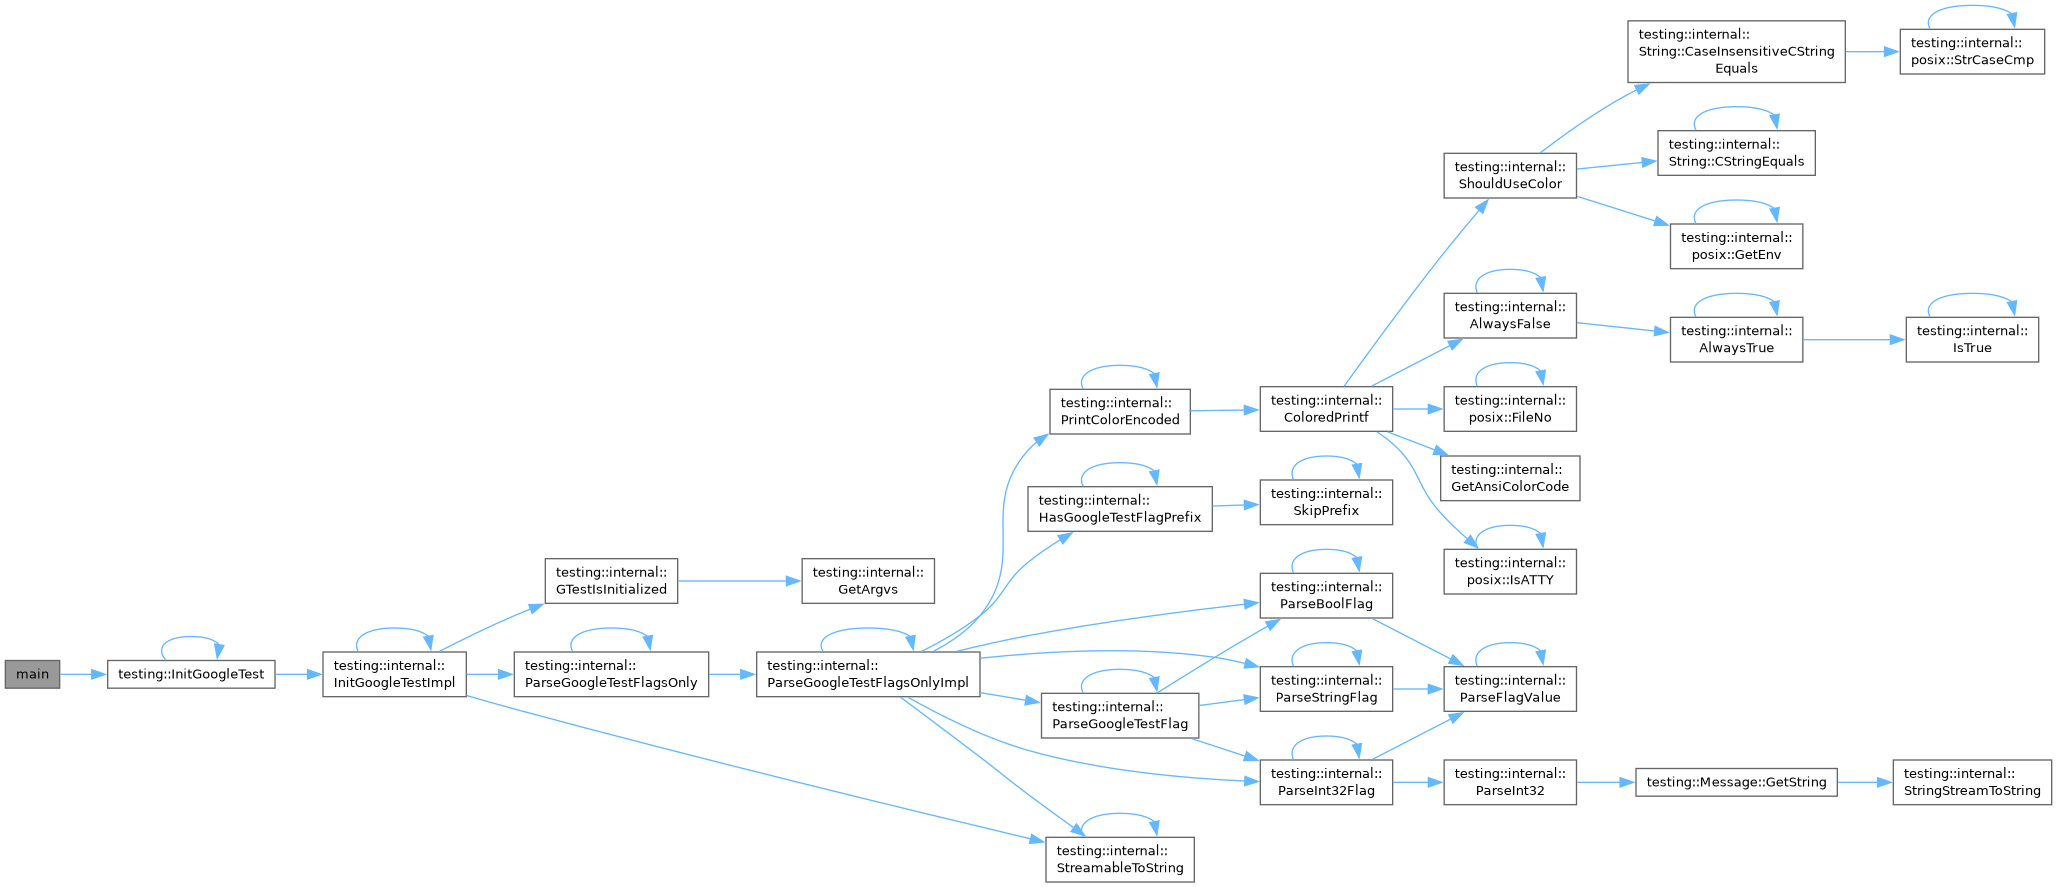 main
testing::InitGoogleTest
testing::internal::
InitGoogleTestImpl
testing::internal::
GTestIsInitialized
testing::internal::
GetArgvs
testing::internal::
ParseGoogleTestFlagsOnly
testing::internal::
ParseGoogleTestFlagsOnlyImpl
testing::internal::
PrintColorEncoded
testing::internal::
ColoredPrintf
testing::internal::
ShouldUseColor
testing::internal::
String::CaseInsensitiveCString
Equals
testing::internal::
posix::StrCaseCmp
testing::internal::
String::CStringEquals
testing::internal::
posix::GetEnv
testing::internal::
AlwaysFalse
testing::internal::
AlwaysTrue
testing::internal::
IsTrue
testing::internal::
posix::FileNo
testing::internal::
GetAnsiColorCode
testing::internal::
posix::IsATTY
testing::internal::
HasGoogleTestFlagPrefix
testing::internal::
SkipPrefix
testing::internal::
ParseBoolFlag
testing::internal::
ParseStringFlag
testing::internal::
ParseFlagValue
testing::internal::
ParseGoogleTestFlag
testing::internal::
ParseInt32Flag
testing::internal::
ParseInt32
testing::Message::GetString
testing::internal::
StringStreamToString
testing::internal::
StreamableToString